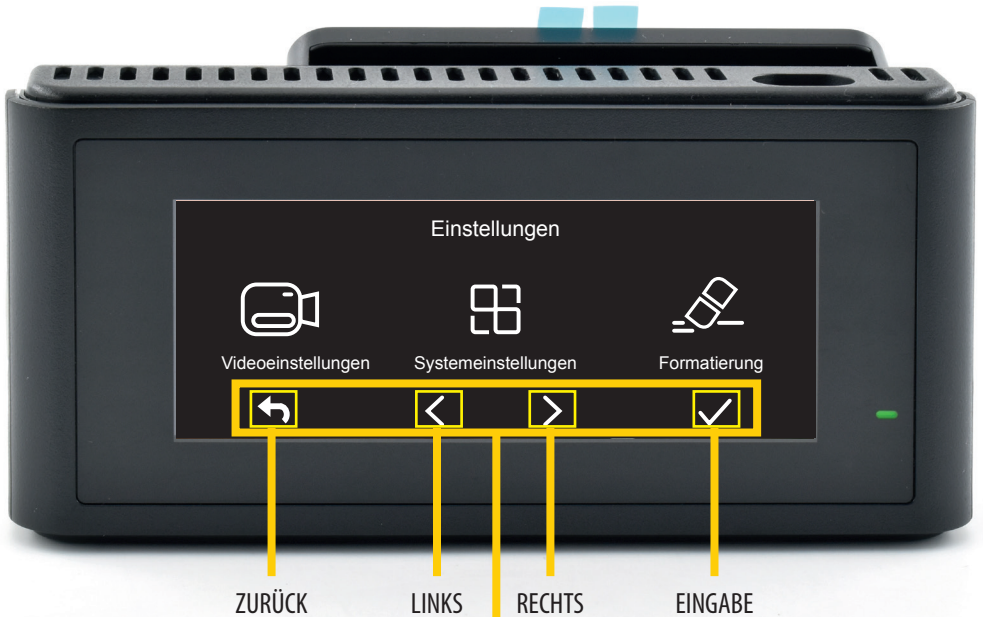 Einstellungen
Videoeinstellungen Systemeinstellungen Formatierung
ZURÜCK LINKS RECHTS EINGABE